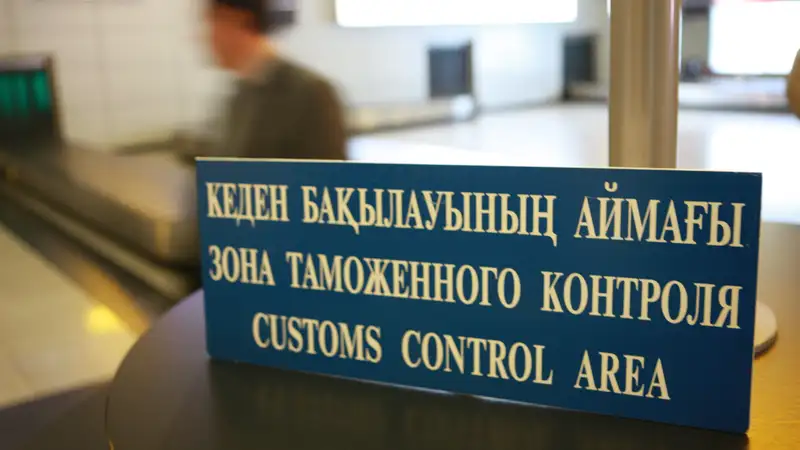 КЕДЕН БАҚЫЛАУЫНЫҢ АЙМАҒЫ
ЗОНА ТАМОЖЕННОГО КОНТРОЛЯ
CUSTOMS CONTROL AREA